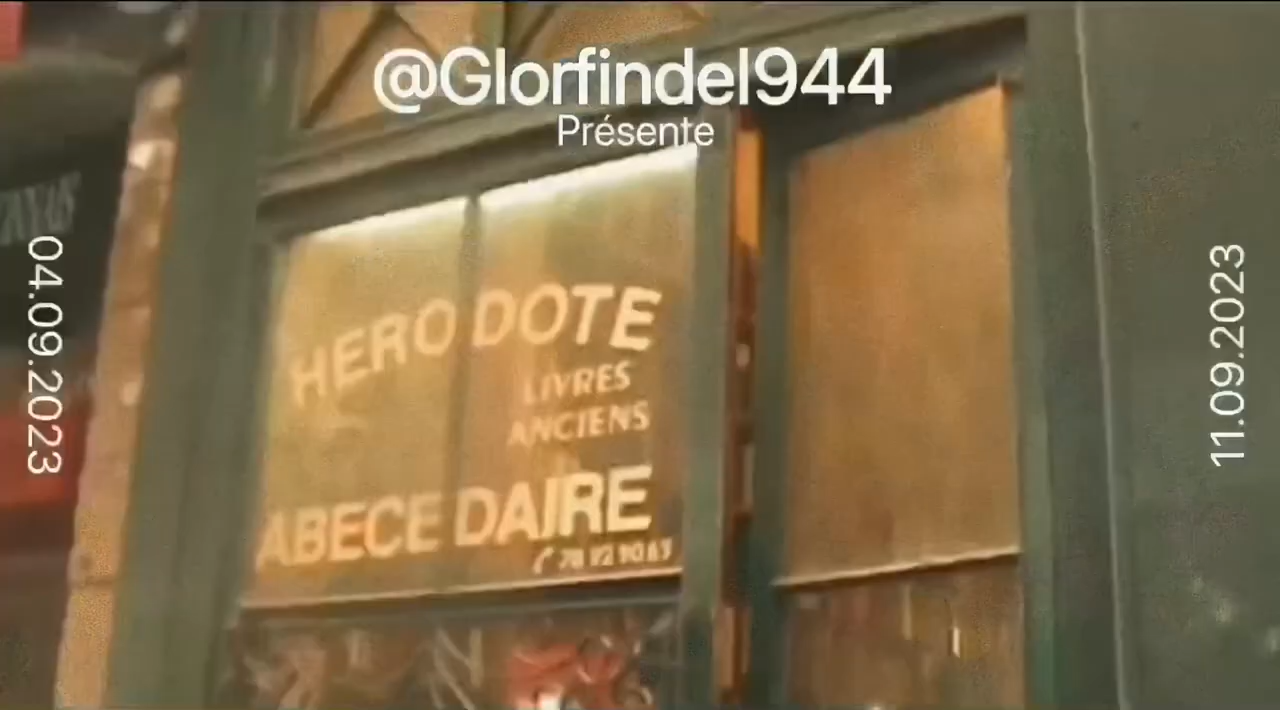 @Glorfindel944
Présente
04.09.2023
11.09.2023
HERO DOTE
LIVRES
ANCIENS
ABECE DAIRE